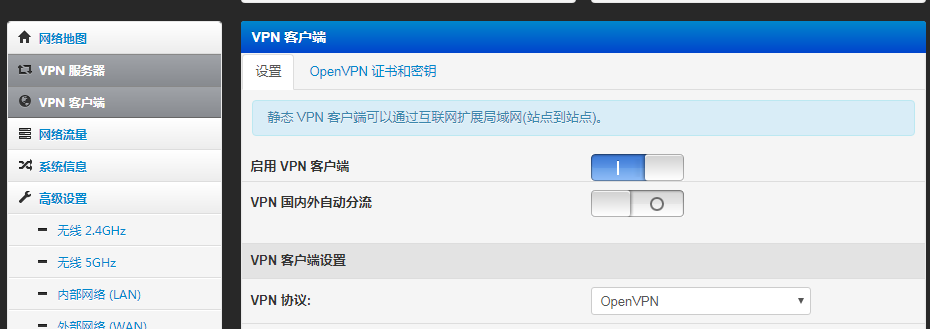 网络地图
VPN 服务器
VPN 客户端
网络流量
系统信息
高级设置
无线 2.4GHz
无线 5GHz
内部网络 (LAN)
外部网络 (WAN)
VPN 客户端
设置
OpenVPN 证书和密钥
静态 VPN 客户端可以通过互联网扩展局域网(站点到站点)。
启用 VPN 客户端
VPN 国内外自动分流
VPN 客户端设置
VPN 协议:
OpenVPN